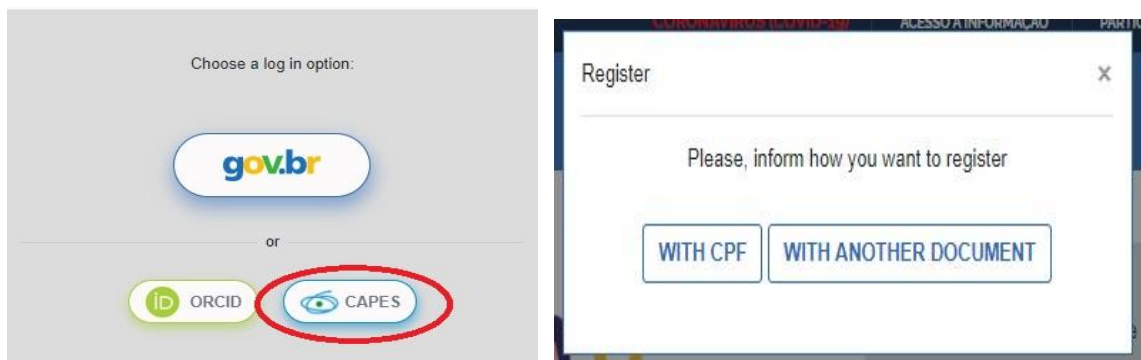 Choose a log in option:
gov.br
or
iD ORCID
CAPES
CORONAVÍRUS (COVID-19) ACESSO À INFORMAÇÃO
Register ×
Please, inform how you want to register
WITH CPF
WITH ANOTHER DOCUMENT